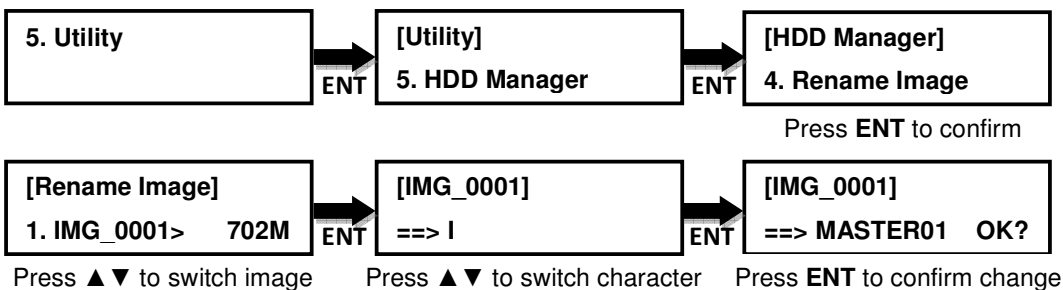 5. Utility
ENT
[Utility]
5. HDD Manager
ENT
[HDD Manager]
4. Rename Image
Press ENT to confirm
[Rename Image]
1. IMG_0001> 702M
ENT
[IMG_0001]
==> I
ENT
[IMG_0001]
==> MASTER01 OK?
Press ▲▼ to switch image
Press ▲▼ to switch character
Press ENT to confirm change